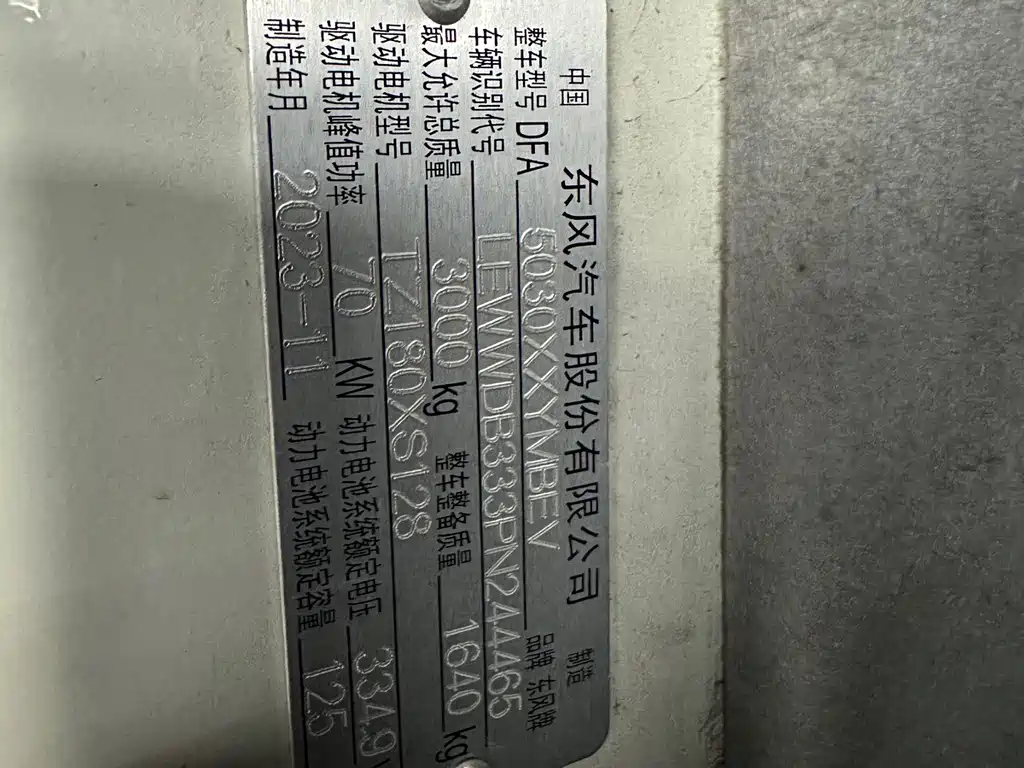 中国 东风汽车股份有限公司 制造
整车型号 DFA 5030XXYMBEV 品牌 东风牌
车辆识别代号 LEWWDB333PN244465
最大允许总质量 3000 kg 整车整备质量 1640 kg
驱动电机型号 TZ180XS128
驱动电机峰值功率 70 KW 动力电池系统额定电压 334.9
制造年月 2023-11 动力电池系统额定容量 125